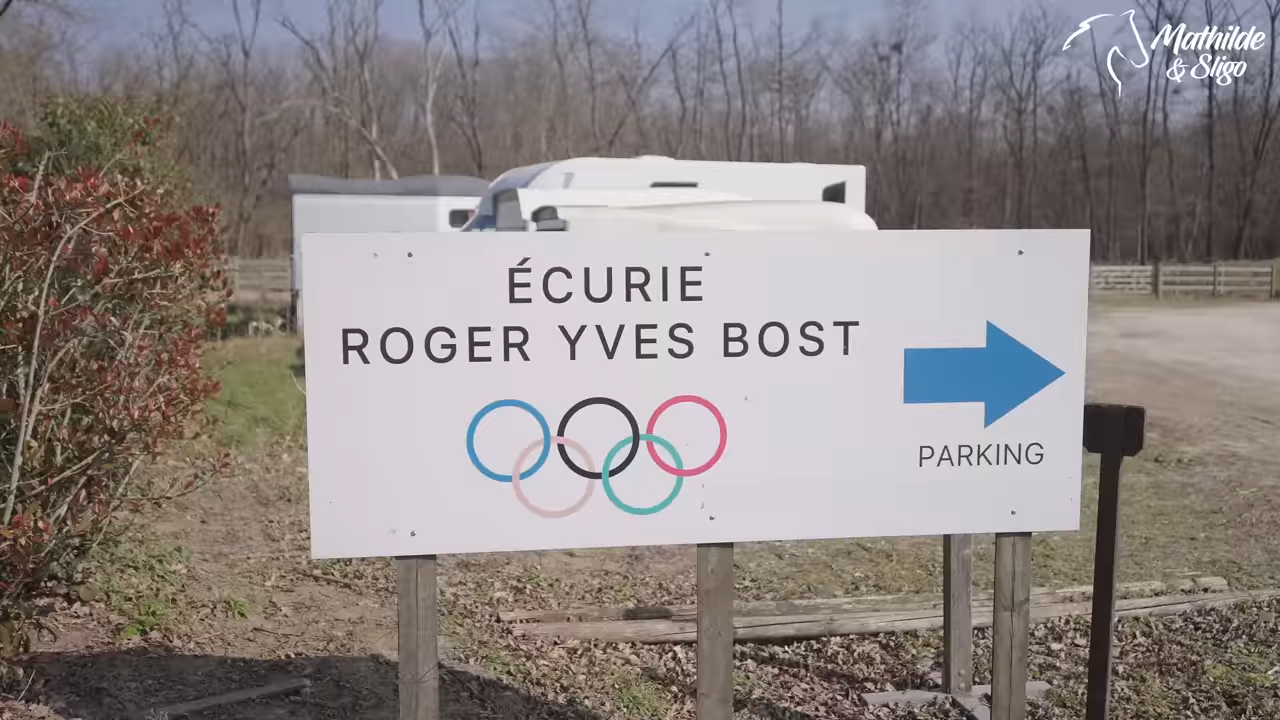 Mathilde
& Sligo
ÉCURIE
ROGER YVES BOST
PARKING